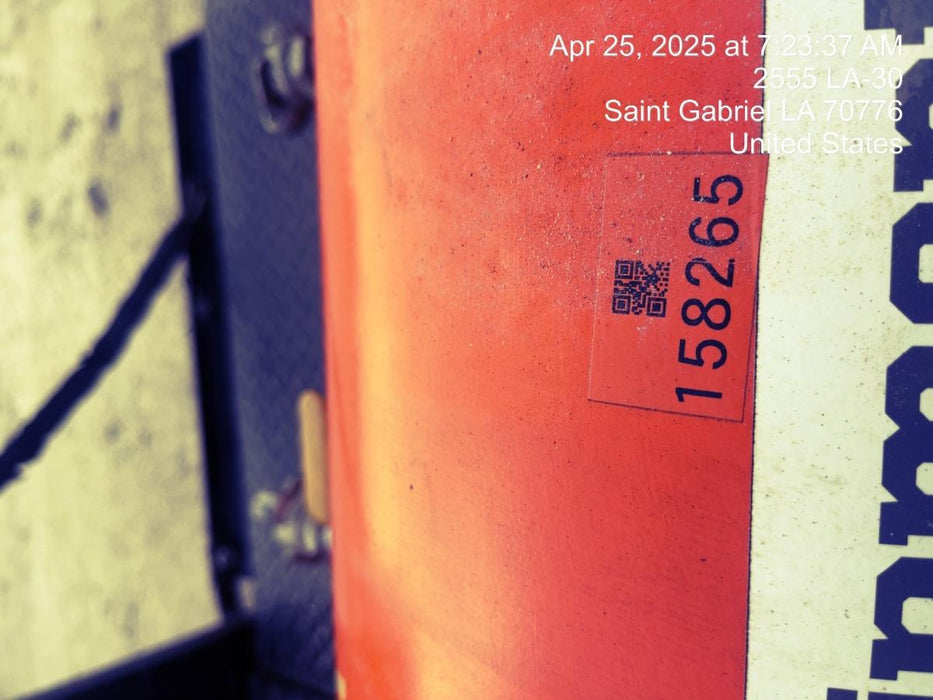 Apr 25, 2025 at 7:23:37 AM
2555 LA-30
Saint Gabriel LA 70776
United States
158265